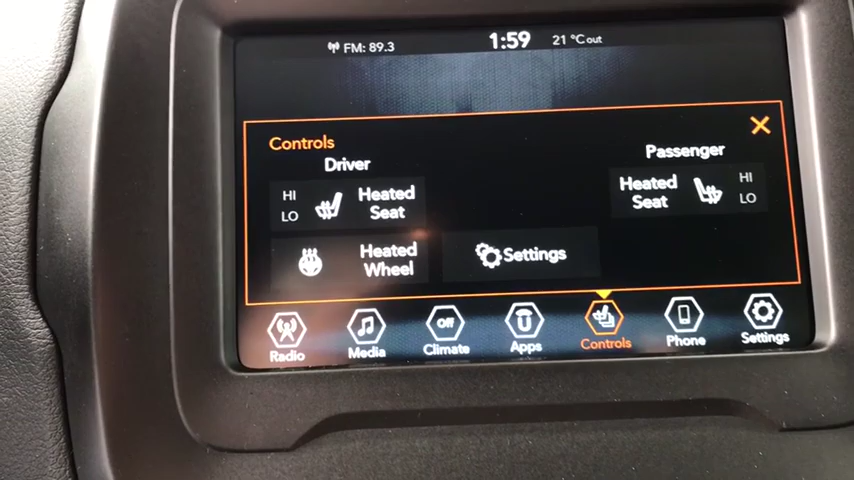 FM: 89.3
1:59
21 °C out
Controls
Driver
Passenger
HI
LO
Heated
Seat
Heated
Seat
HI
LO
Heated
Wheel
Settings
Radio
Media
OFF
Climate
Apps
Controls
Phone
Settings